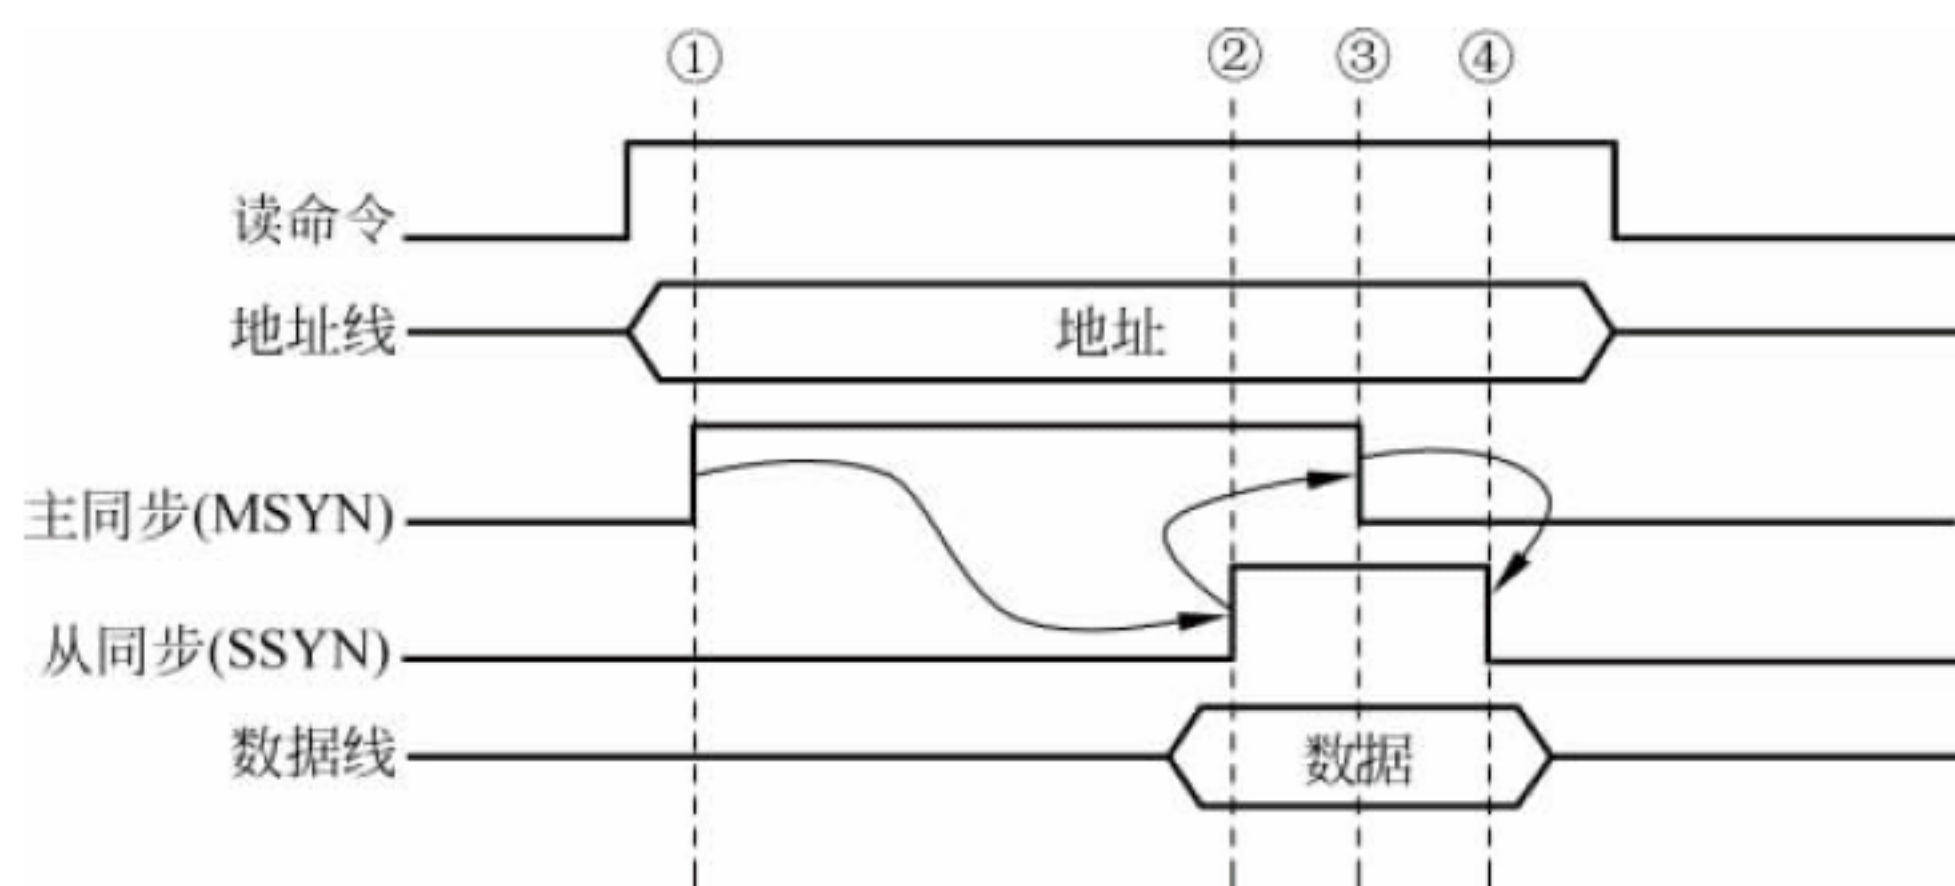 ① ② ③ ④
读命令
地址线 地址
主同步(MSYN)
从同步(SSYN)
数据线 数据